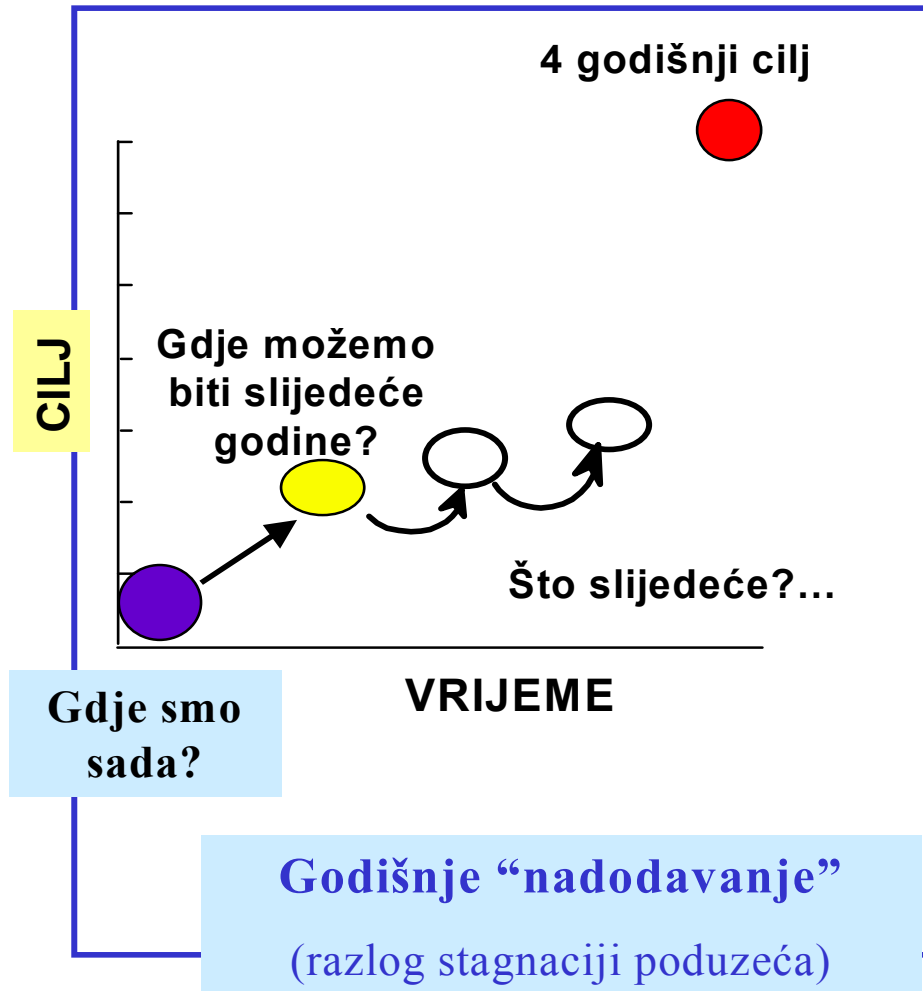 4 godišnji cilj
CILJ
Gdje možemo
biti slijedeće
godine?
Što slijedeće?...
VRIJEME
Gdje smo
sada?
Godišnje “nadodavanje”
(razlog stagnaciji poduzeća)